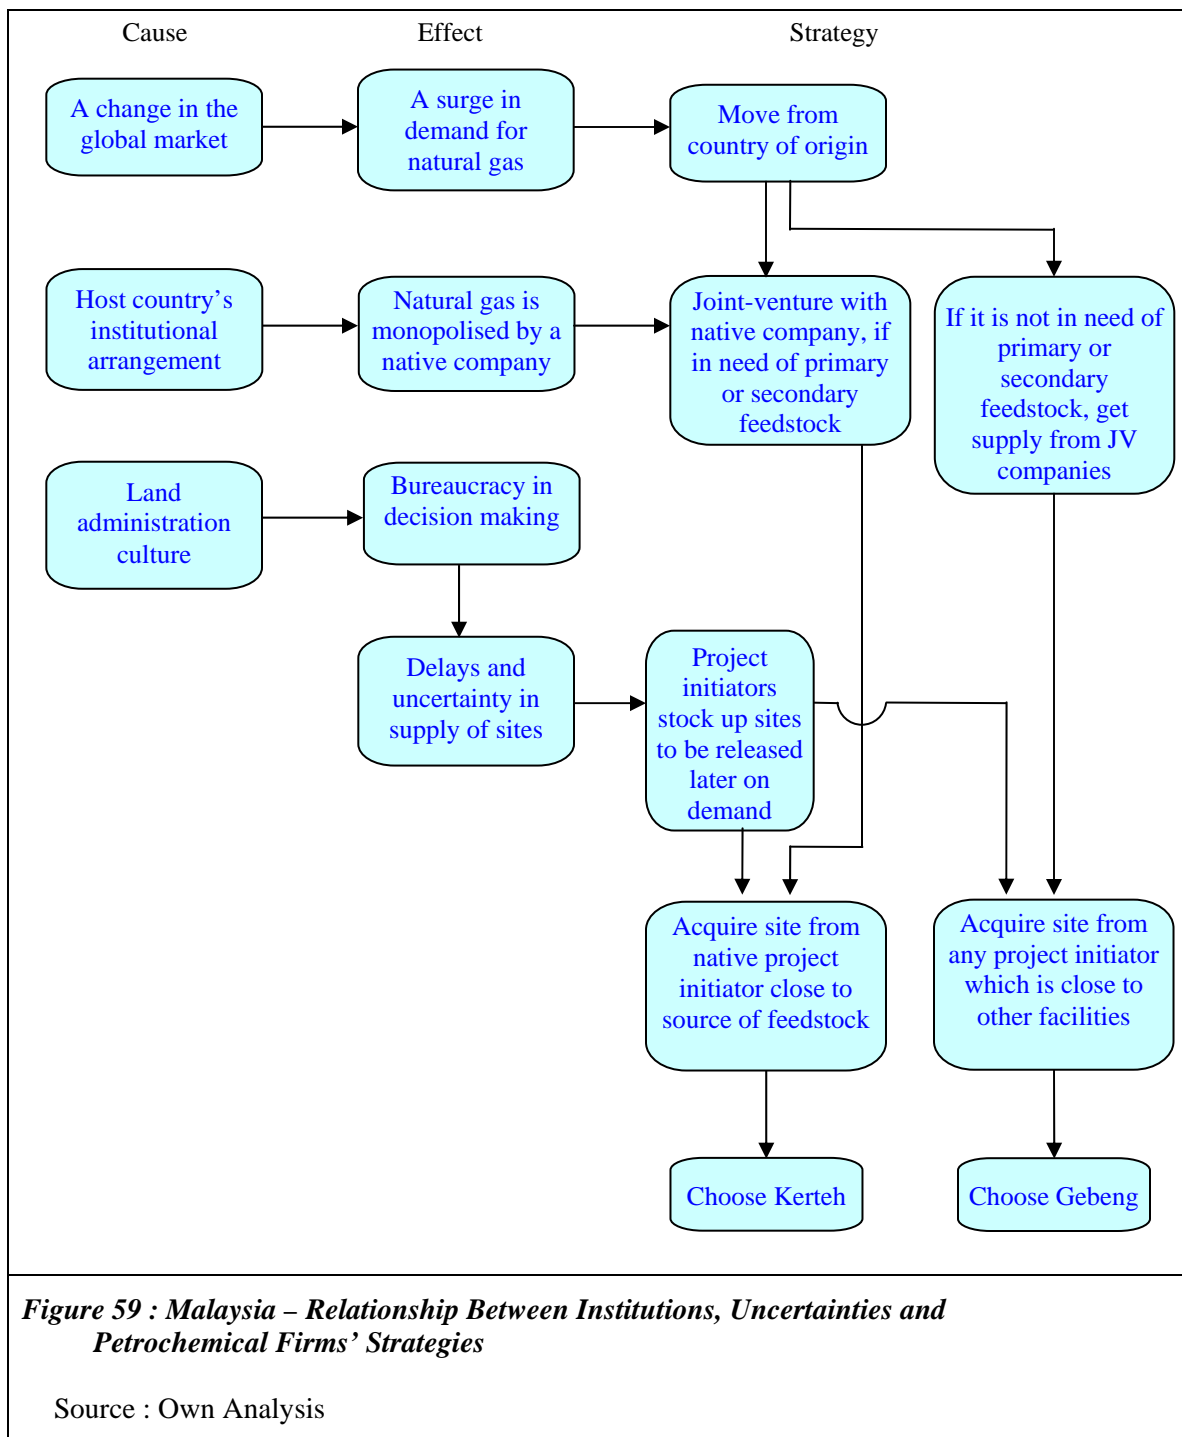 Cause
Effect
Strategy
A change in the
global market
A surge in
demand for
natural gas
Move from
country of origin
Host country’s
institutional
arrangement
Natural gas is
monopolised by a
native company
Joint-venture with
native company, if
in need of primary
or secondary
feedstock
If it is not in need of
primary or
secondary
feedstock, get
supply from JV
companies
Land
administration
culture
Bureaucracy in
decision making
Delays and
uncertainty in
supply of sites
Project
initiators
stock up sites
to be released
later on
demand
Acquire site from
native project
initiator close to
source of feedstock
Acquire site from
any project initiator
which is close to
other facilities
Choose Kerteh
Choose Gebeng
Figure 59 : Malaysia – Relationship Between Institutions, Uncertainties and
Petrochemical Firms’ Strategies
Source : Own Analysis